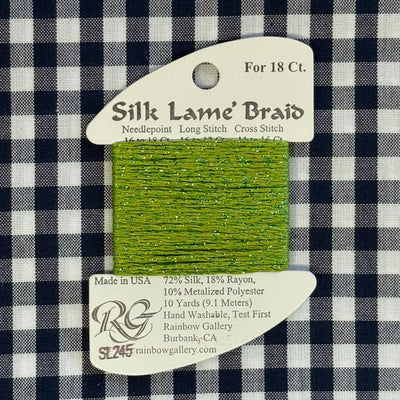 For 18 Ct.
Silk Lame' Braid
Needlepoint Long Stitch Cross Stitch
Made in USA
72% Silk, 18% Rayon,
10% Metalized Polyester
10 Yards (9.1 Meters)
Hand Washable, Test First
Rainbow Gallery
Burbank, CA
RG
SL245
rainbowgallery.com